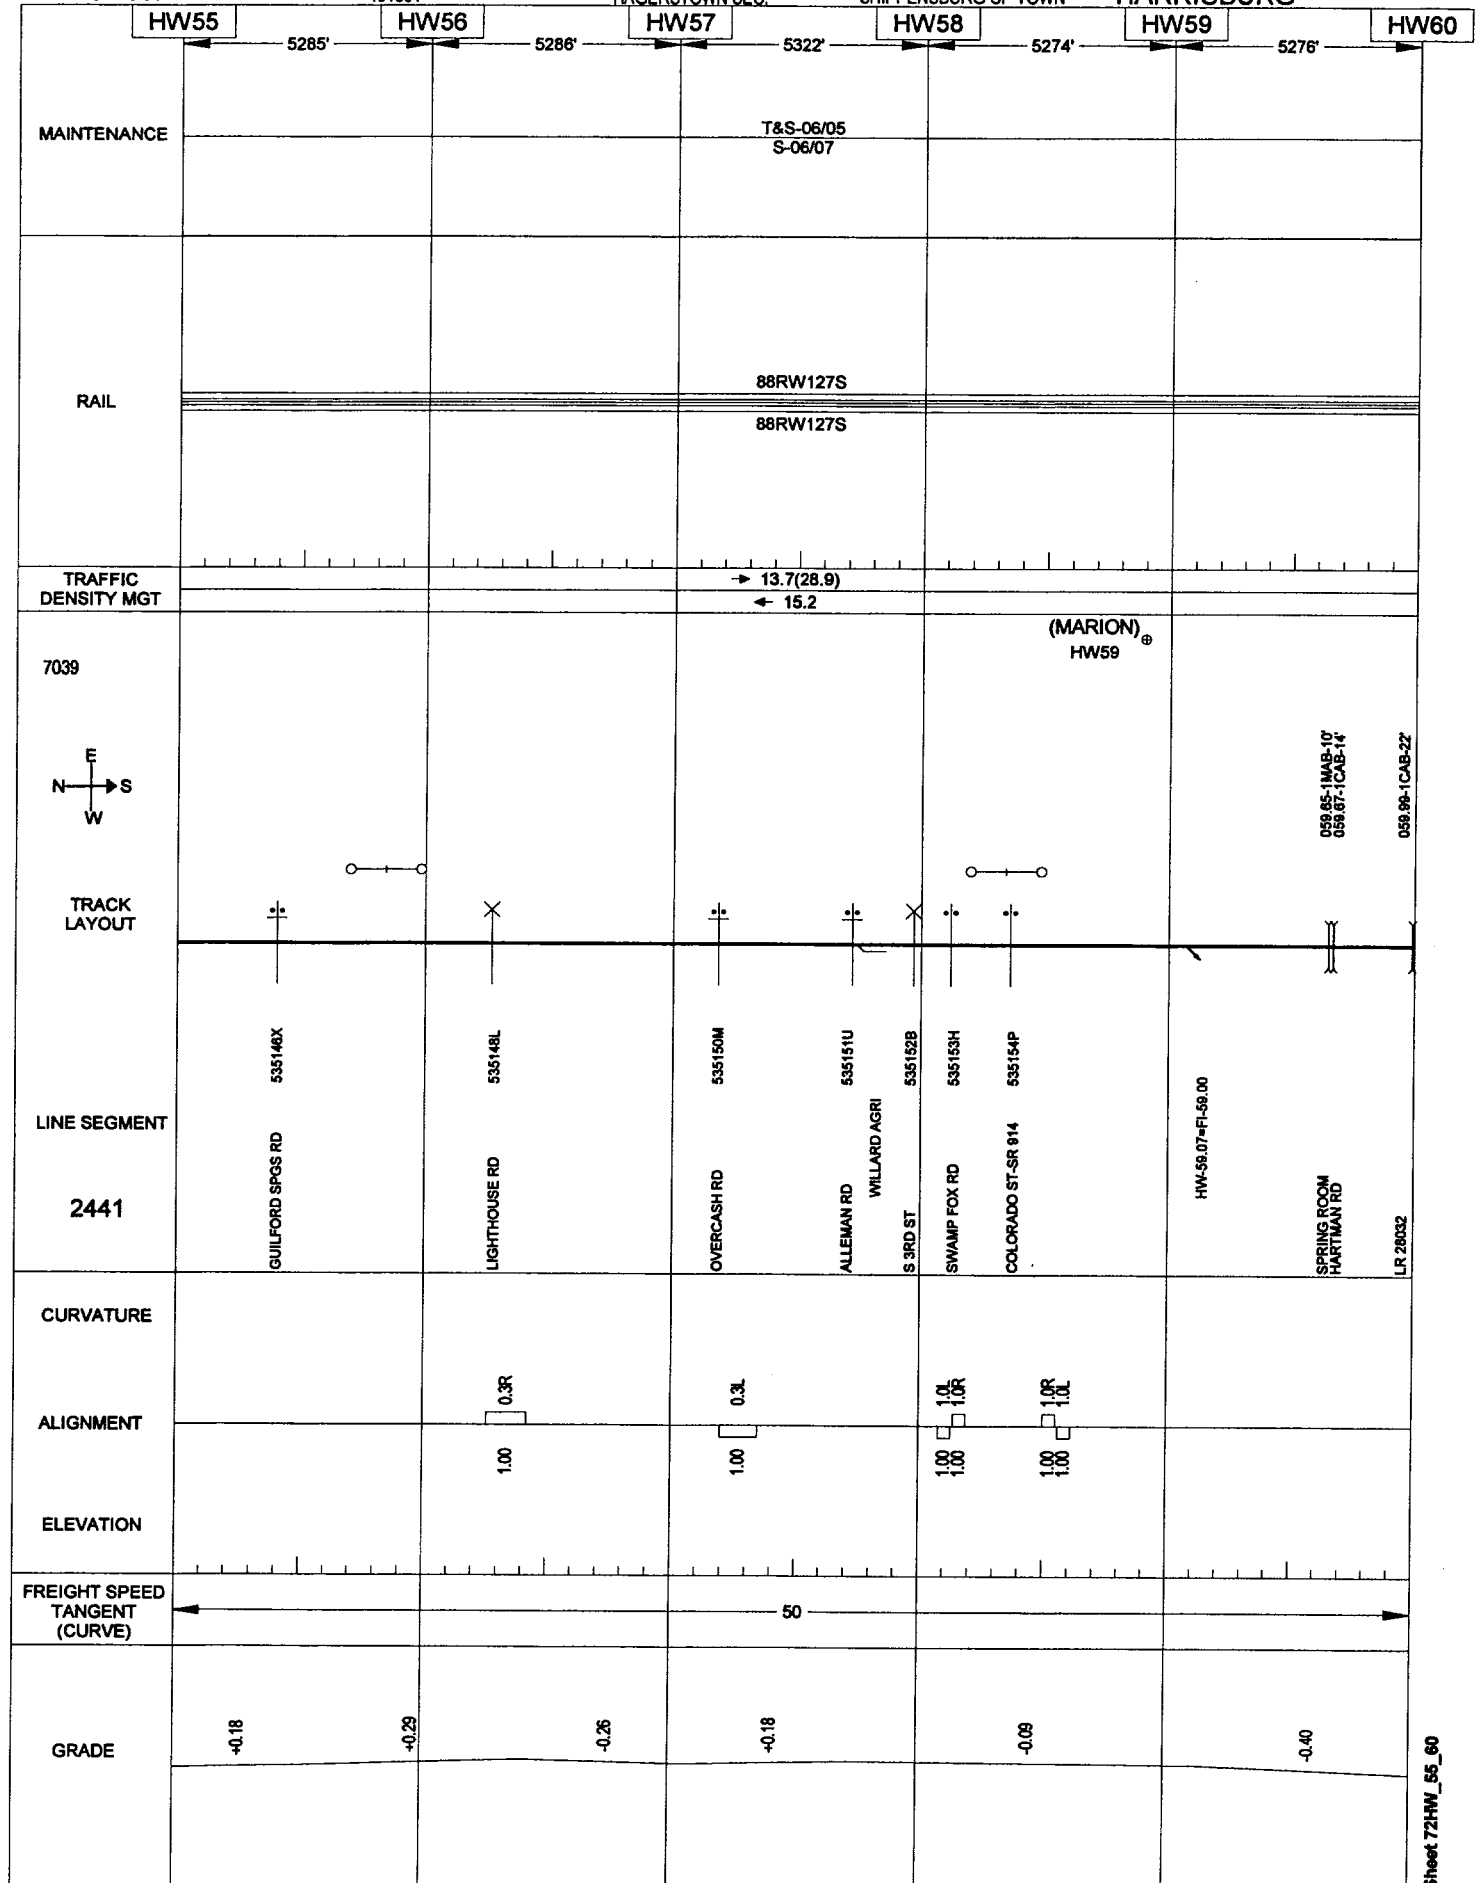 HARRISBURG
HW55
HW56
HW57
HW58
HW59
HW60
5285'
5286'
5322'
5274'
5276'
MAINTENANCE
T&S-06/05
S-06/07
RAIL
88RW127S
88RW127S
TRAFFIC
DENSITY MGT
13.7(28.9)
15.2
(MARION)
HW59
7039
E
N
S
W
059.65-1MAB-10'
059.67-1CAB-14'
059.99-1CAB-22'
TRACK
LAYOUT
535146X
535148L
535150M
535151U
535152B
535153H
535154P
LINE SEGMENT
2441
GUILFORD SPGS RD
LIGHTHOUSE RD
OVERCASH RD
ALLEMAN RD
WILLARD AGRI
S 3RD ST
SWAMP FOX RD
COLORADO ST-SR 914
HW-59.07=FI-59.00
SPRING ROOM
HARTMAN RD
LR 28032
CURVATURE
0.3R
0.3L
1.0L
1.0R
1.0R
1.0L
ALIGNMENT
1.00
1.00
1.00
1.00
1.00
1.00
ELEVATION
FREIGHT SPEED
TANGENT
(CURVE)
50
GRADE
+0.18
+0.29
-0.26
+0.18
-0.09
-0.40
Sheet 72HW_55_60